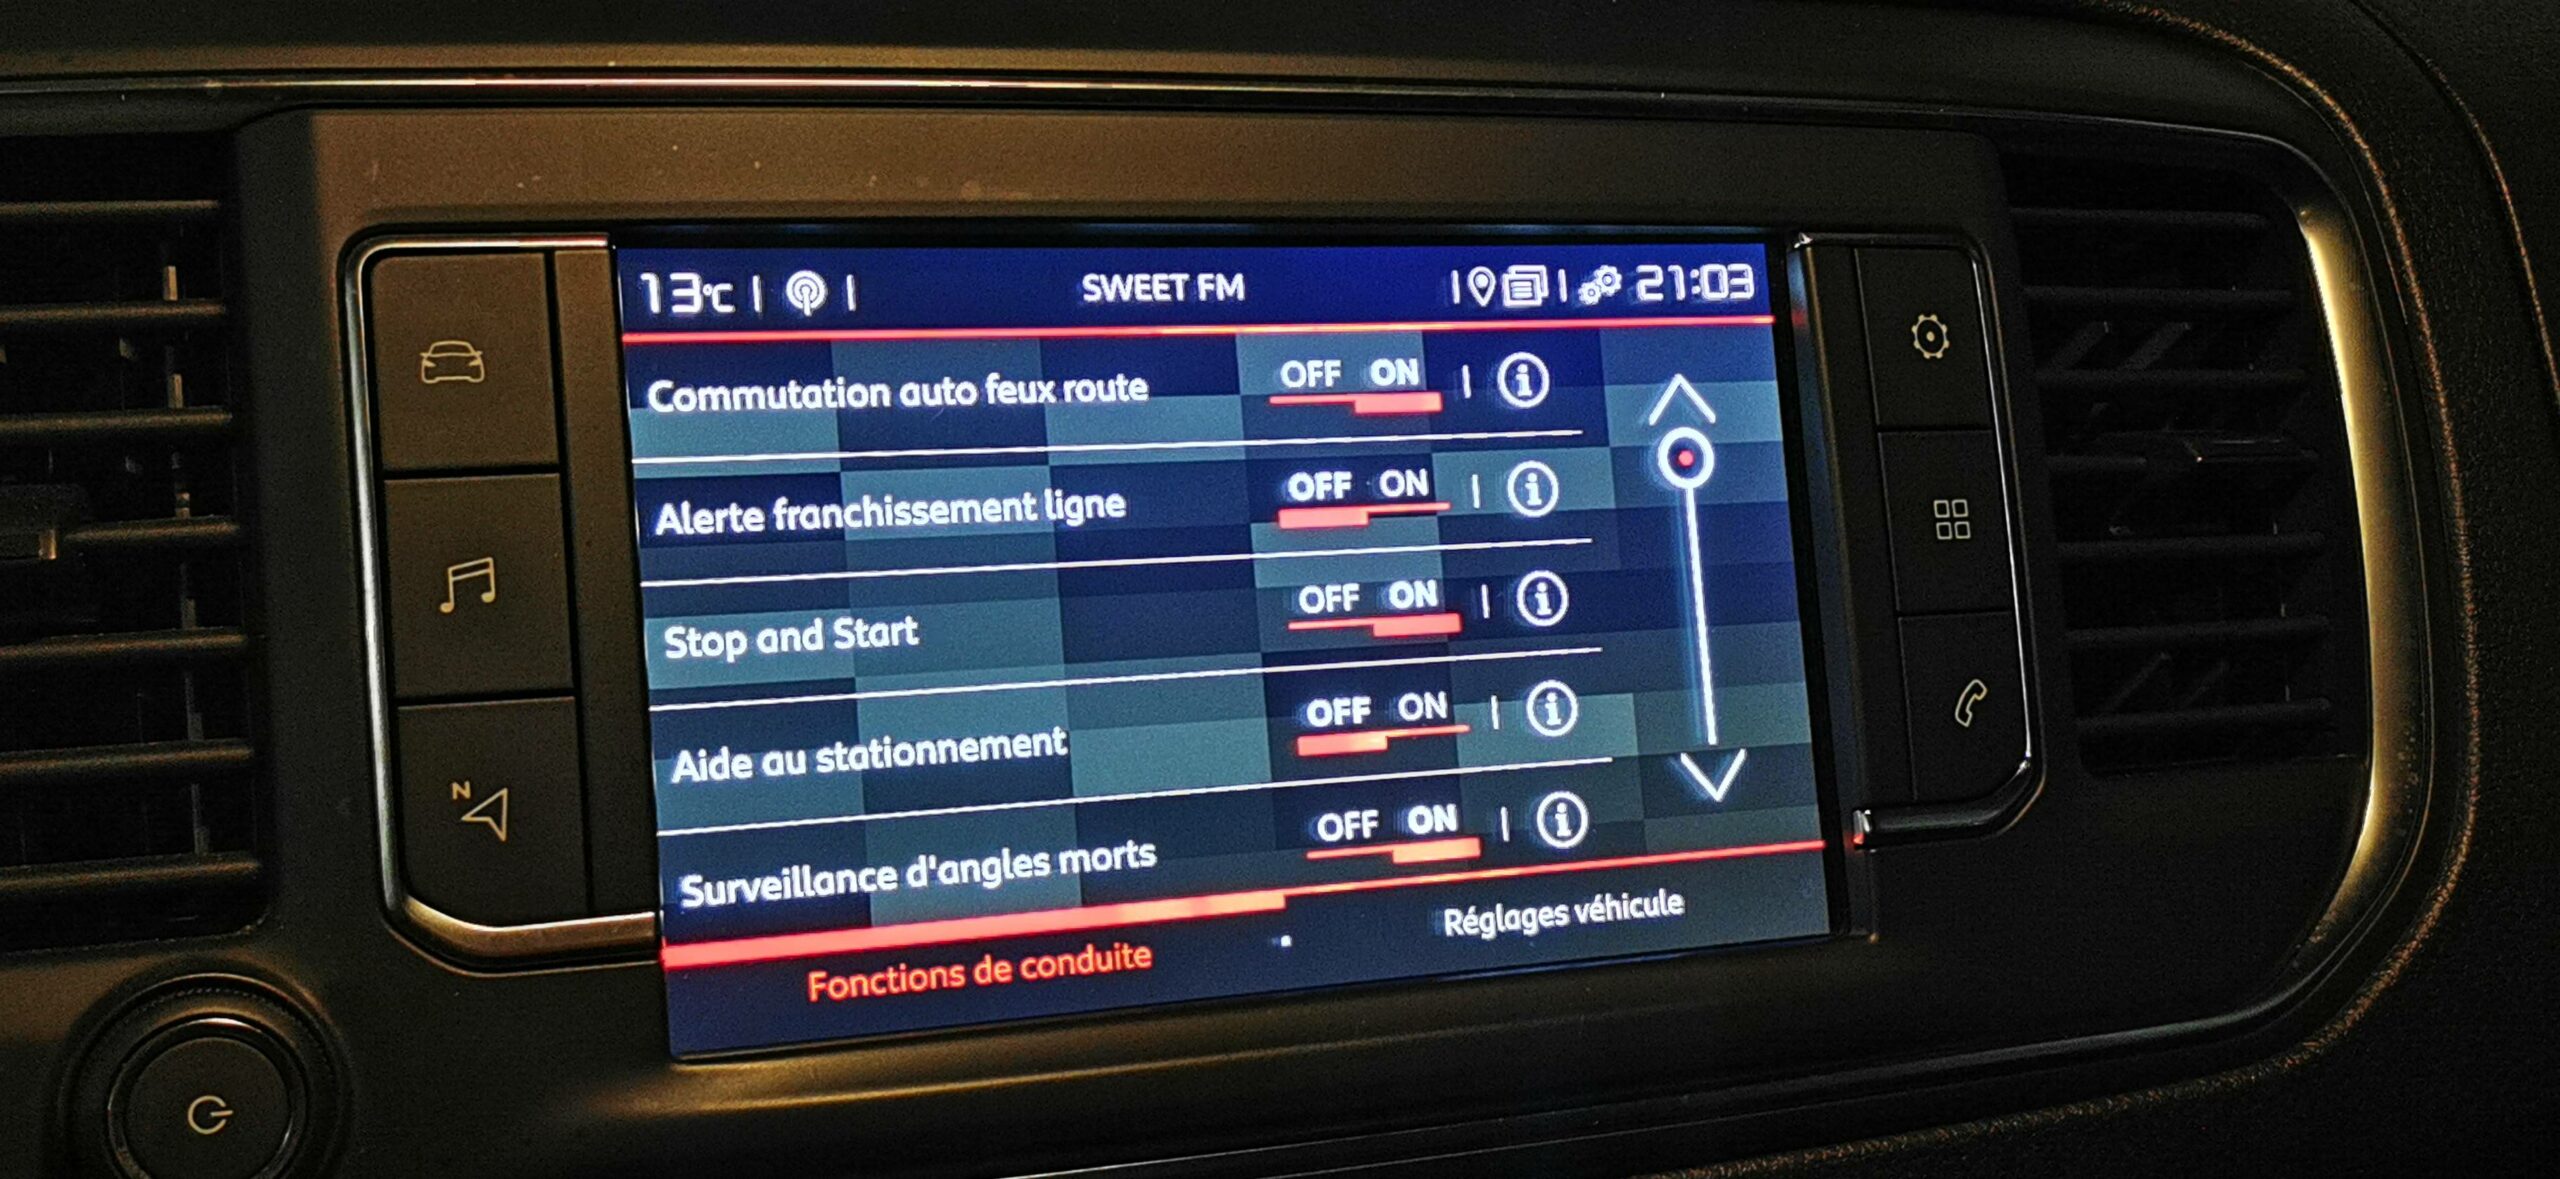 13°C SWEET FM 21:03
Commutation auto feux route OFF ON
Alerte franchissement ligne OFF ON
Stop and Start OFF ON
Aide au stationnement OFF ON
Surveillance d'angles morts OFF ON
Fonctions de conduite Réglages véhicule
N